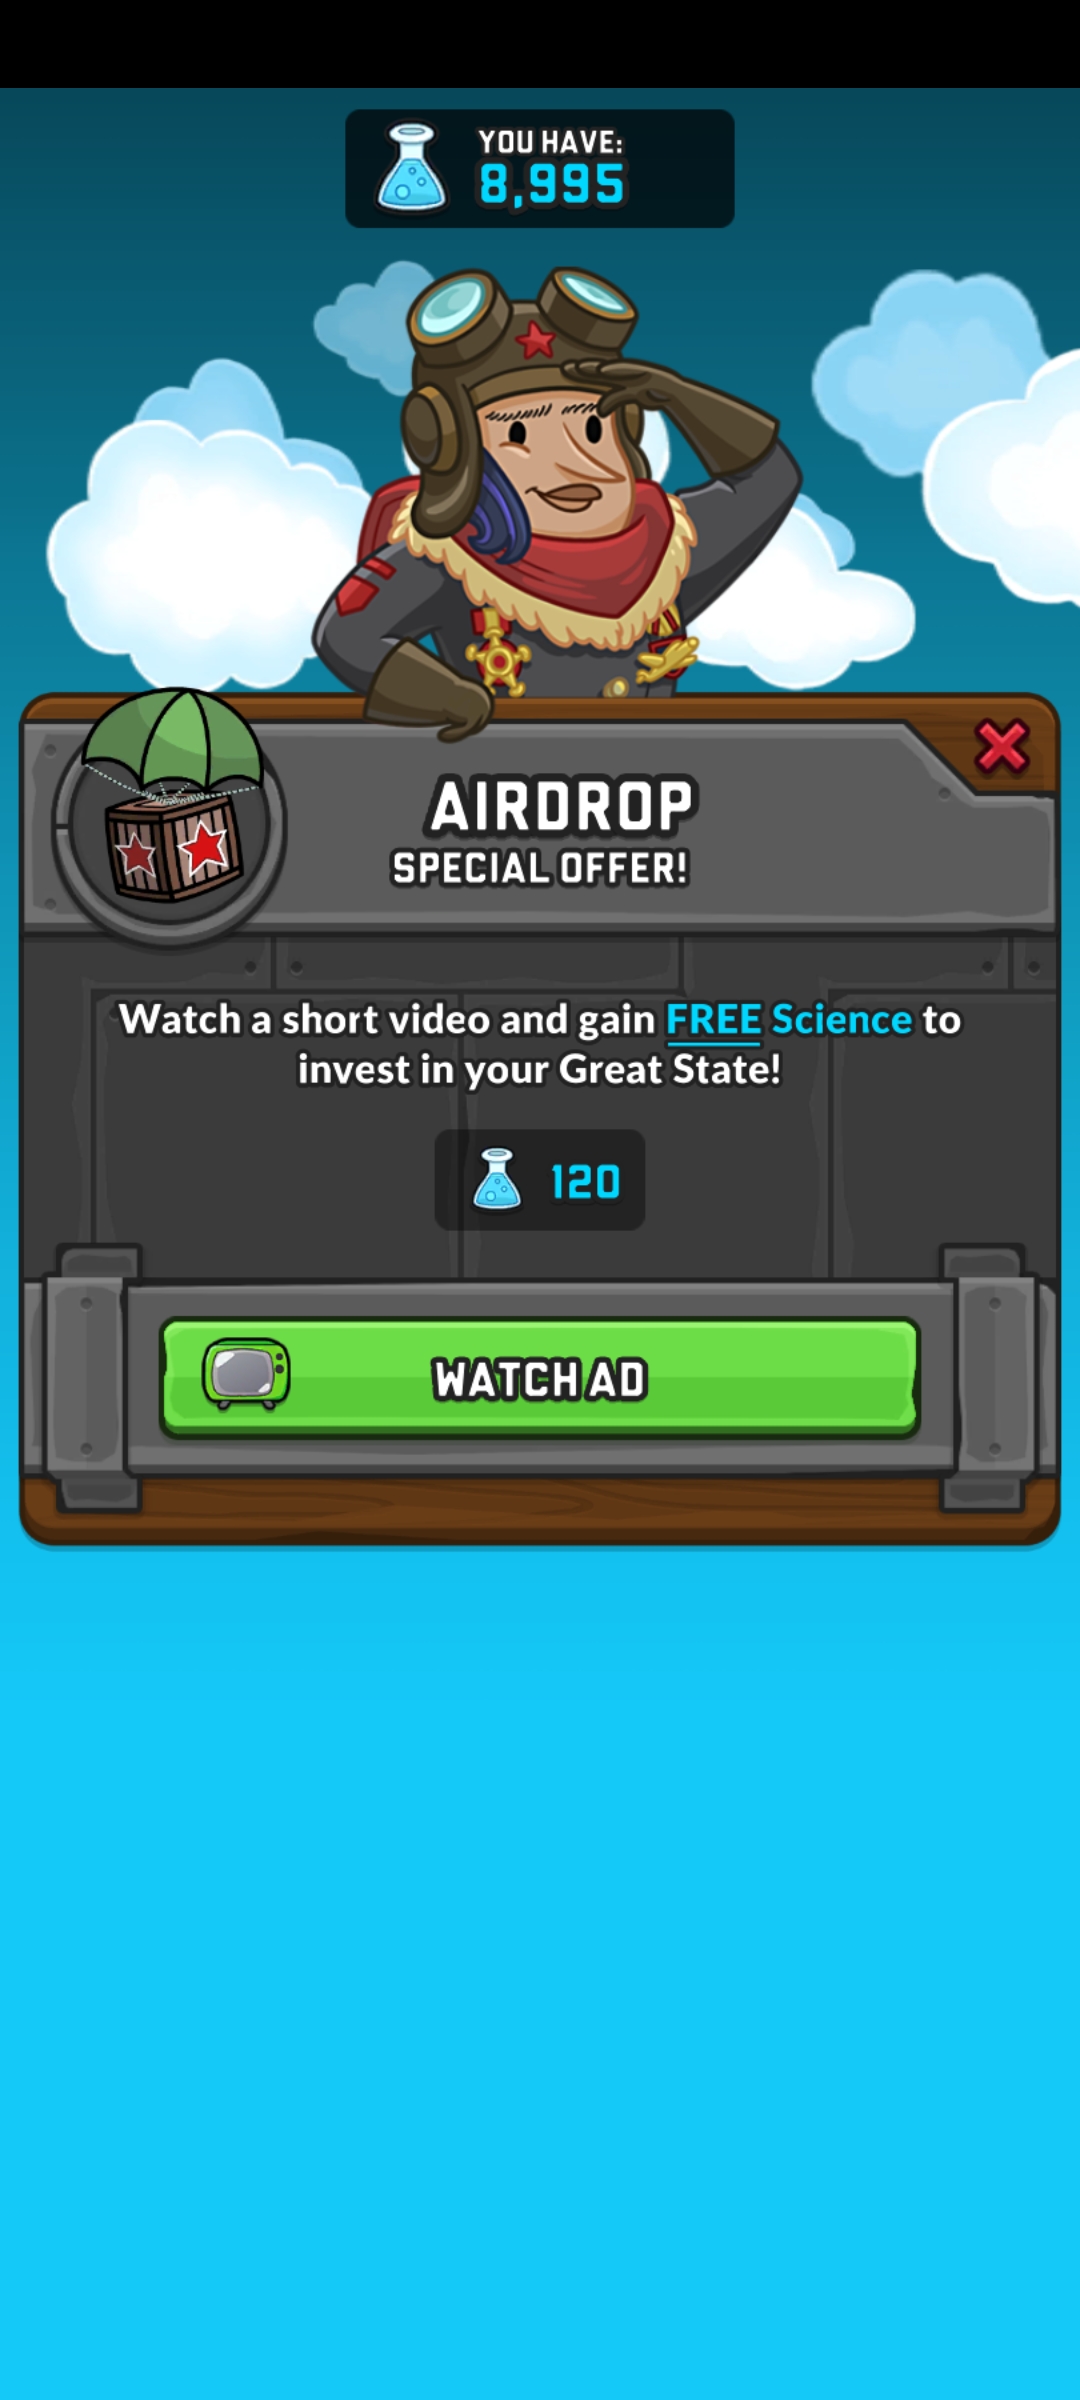 YOU HAVE:
8,995
AIRDROP
SPECIAL OFFER!
Watch a short video and gain FREE Science to
invest in your Great State!
120
WATCH AD